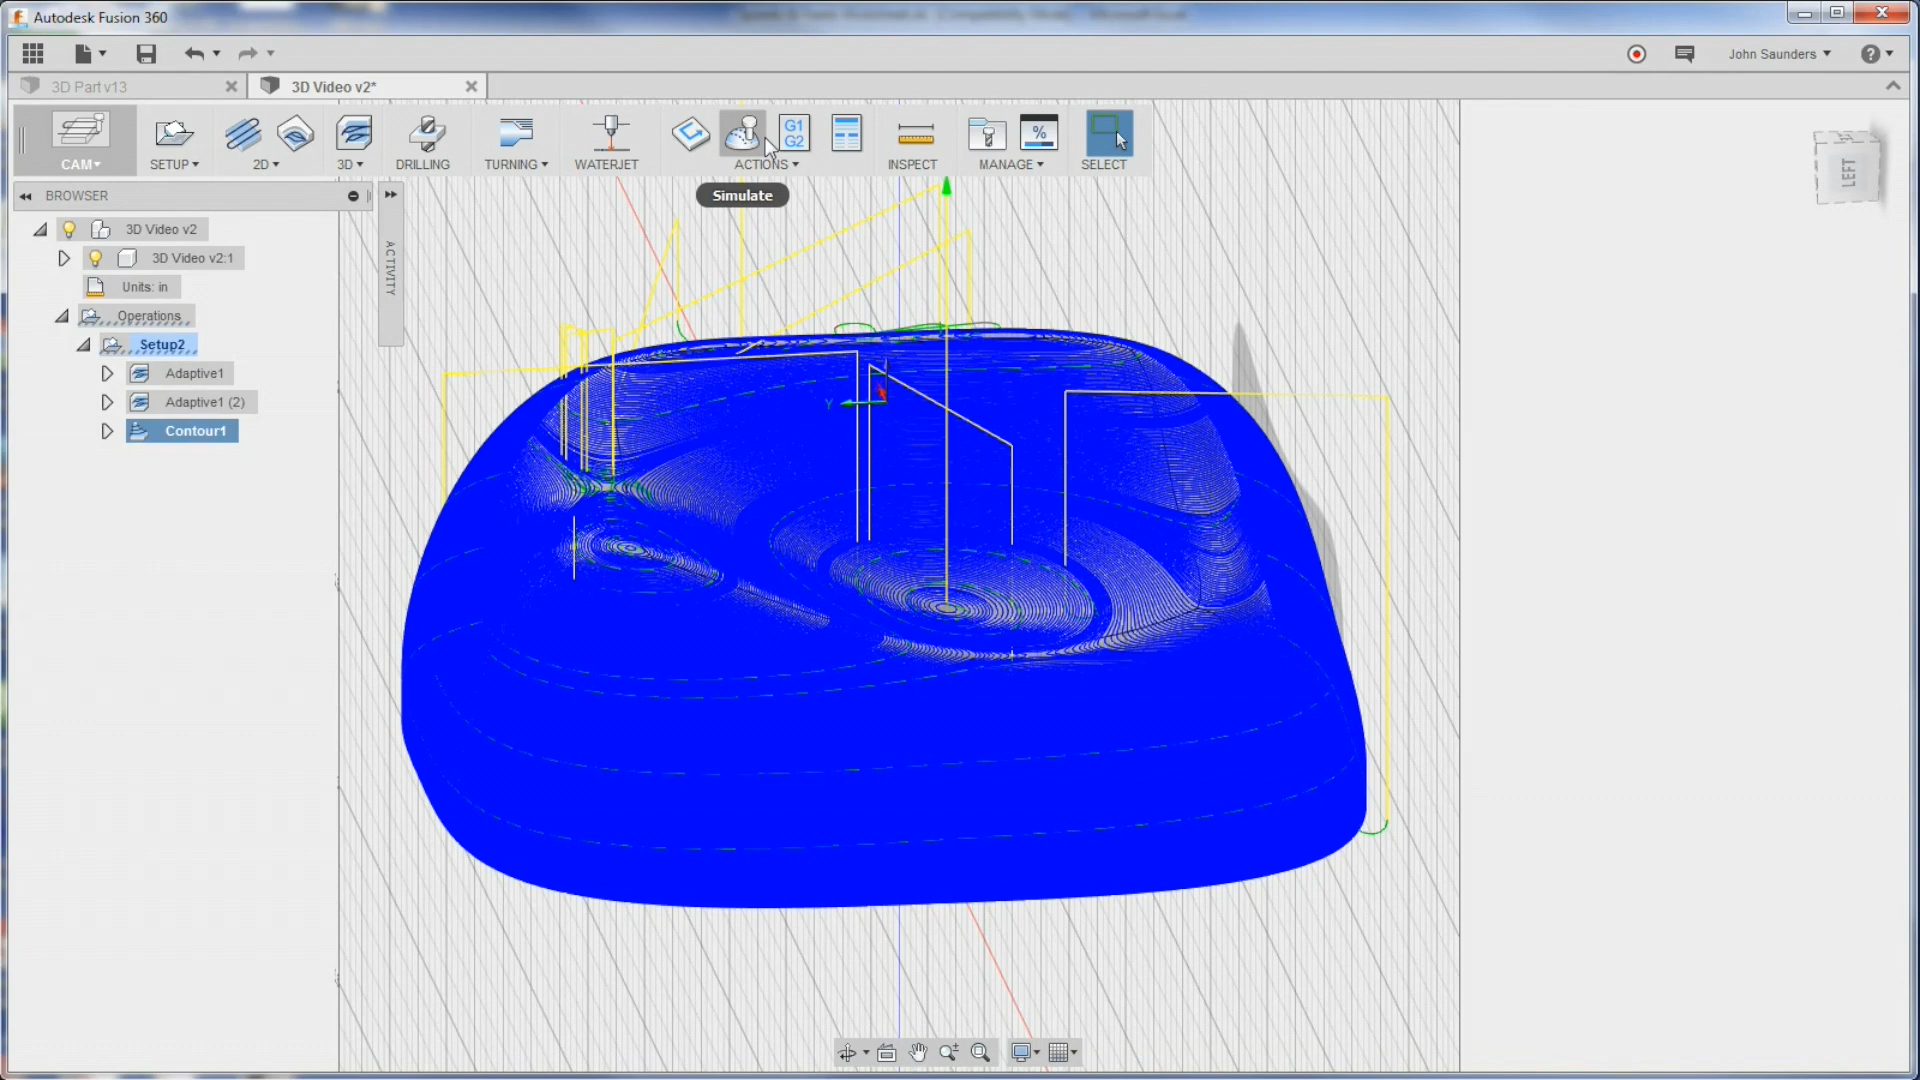 Autodesk Fusion 360
John Saunders
3D Part v13
3D Video v2*
CAM
SETUP
2D
3D
DRILLING
TURNING
WATERJET
G1
G2
ACTIONS
INSPECT
%
MANAGE
SELECT
Simulate
LEFT
BROWSER
ACTIVITY
3D Video v2
3D Video v2:1
Units: in
Operations
Setup2
Adaptive1
Adaptive1 (2)
Contour1
Y